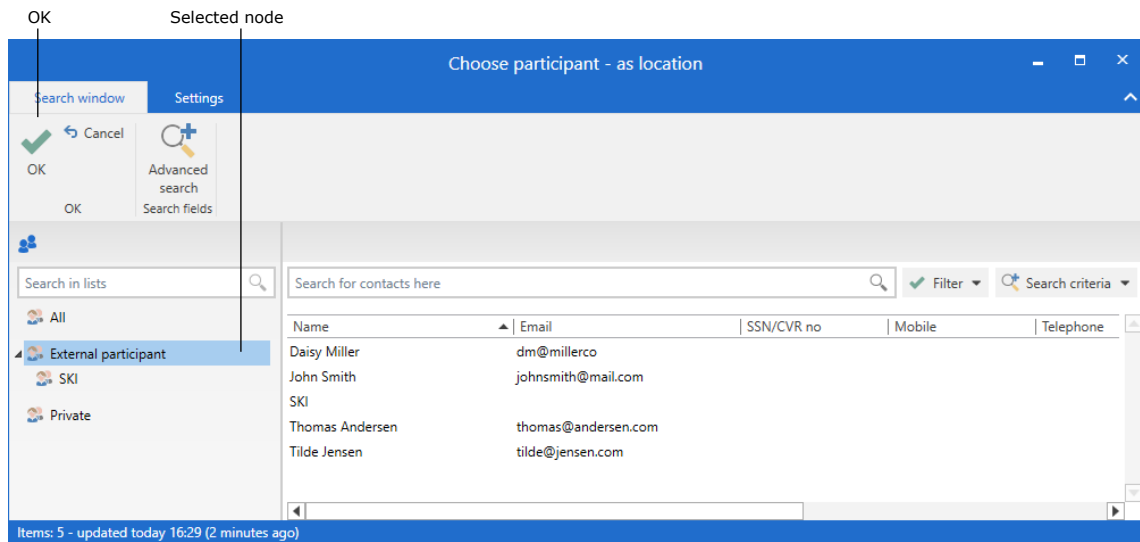 OK Selected node
Choose participant - as location
Search window Settings
OK Cancel Advanced search
OK Search fields
Search in lists Search for contacts here Filter Search criteria
All
Name Email SSN/CVR no Mobile Telephone
External participant Daisy Miller dm@millerco
SKI John Smith johnsmith@mail.com
SKI
Private Thomas Andersen thomas@andersen.com
Tilde Jensen tilde@jensen.com
Items: 5 - updated today 16:29 (2 minutes ago)